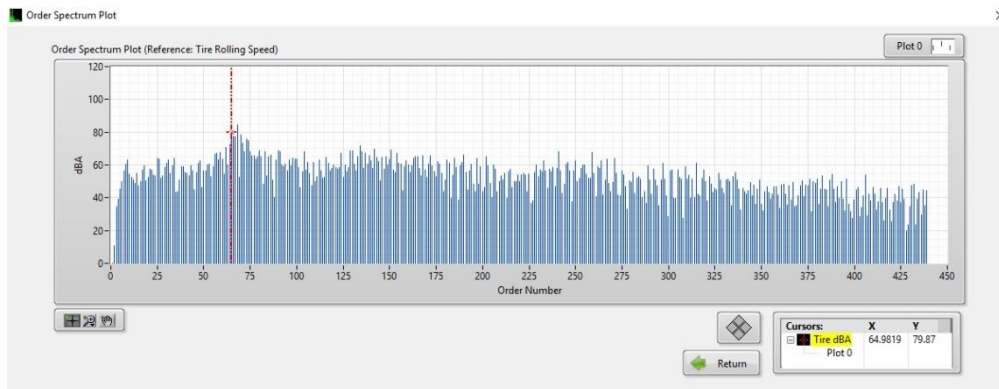 Order Spectrum Plot
Order Spectrum Plot (Reference: Tire Rolling Speed)
Plot 0
120
100
80
60
40
20
0
dBA
0 25 50 75 100 125 150 175 200 225 250 275 300 325 350 375 400 425 450
Order Number
Cursors: X Y
Tire dBA 64.9819 79.87
Plot 0
Return